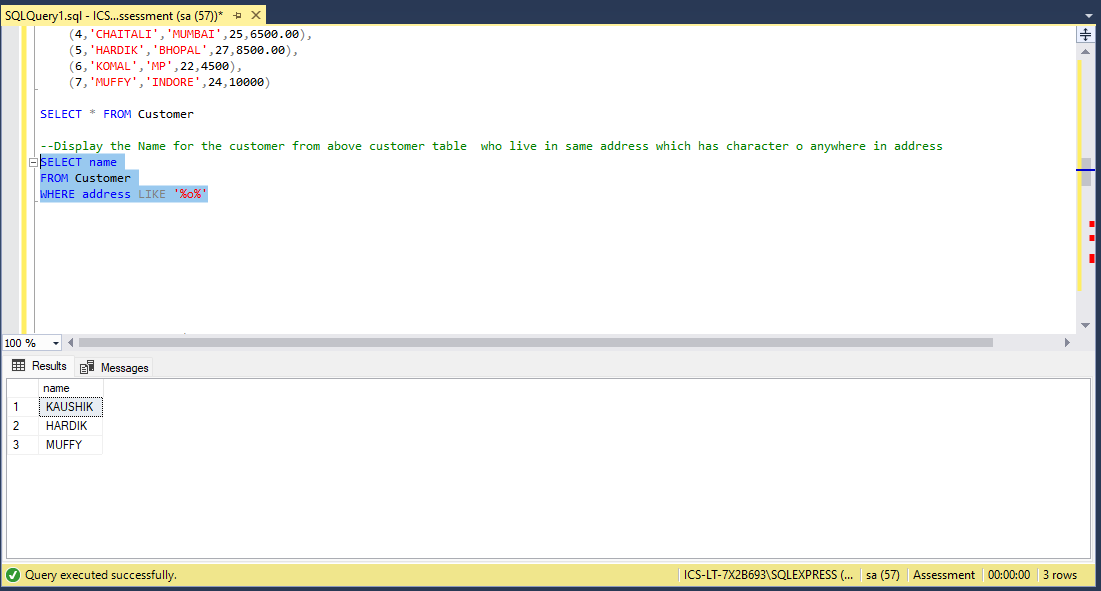 SQLQuery1.sql - ICS...ssessment (sa (57))*
(4,'CHAITALI','MUMBAI',25,6500.00),
(5,'HARDIK','BHOPAL',27,8500.00),
(6,'KOMAL','MP',22,4500),
(7,'MUFFY','INDORE',24,10000)
SELECT * FROM Customer
--Display the Name for the customer from above customer table  who live in same address which has character o anywhere in address
SELECT name
FROM Customer
WHERE address LIKE '%o%'
100 %
Results Messages
name
1 KAUSHIK
2 HARDIK
3 MUFFY
Query executed successfully. ICS-LT-7X2B693\SQLEXPRESS (... sa (57) Assessment 00:00:00 3 rows